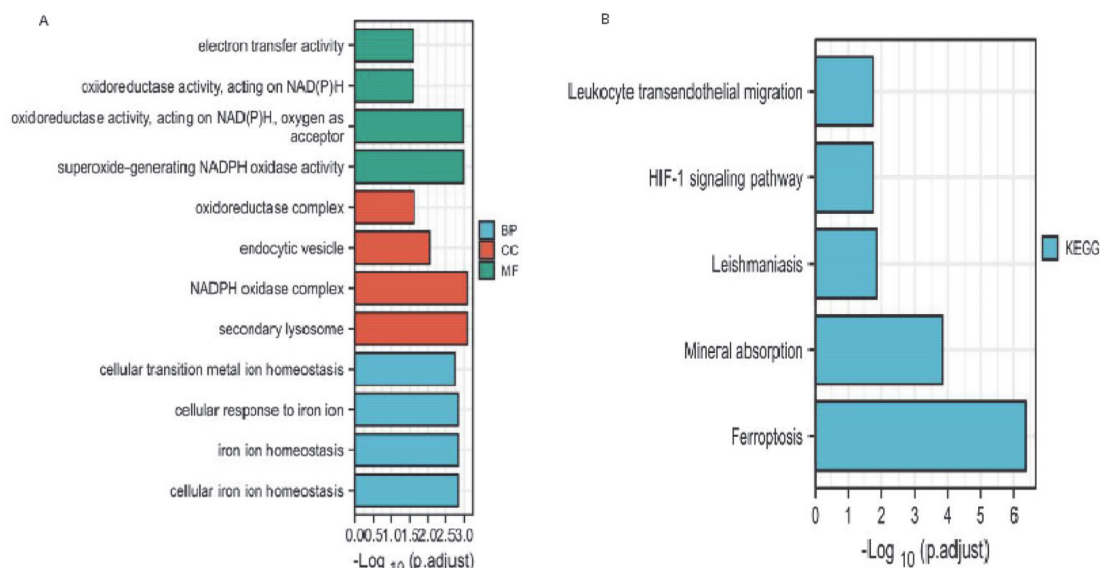 A
electron transfer activity
oxidoreductase activity, acting on NAD(P)H
oxidoreductase activity, acting on NAD(P)H, oxygen as
acceptor
superoxide-generating NADPH oxidase activity
oxidoreductase complex
endocytic vesicle
NADPH oxidase complex
secondary lysosome
cellular transition metal ion homeostasis
cellular response to iron ion
iron ion homeostasis
cellular iron ion homeostasis
0.00.51.01.52.02.53.0
-Log 10 (p.adjust)
BP
CC
MF
B
Leukocyte transendothelial migration
HIF-1 signaling pathway
Leishmaniasis
Mineral absorption
Ferroptosis
0 1 2 3 4 5 6
-Log 10 (p.adjust)
KEGG